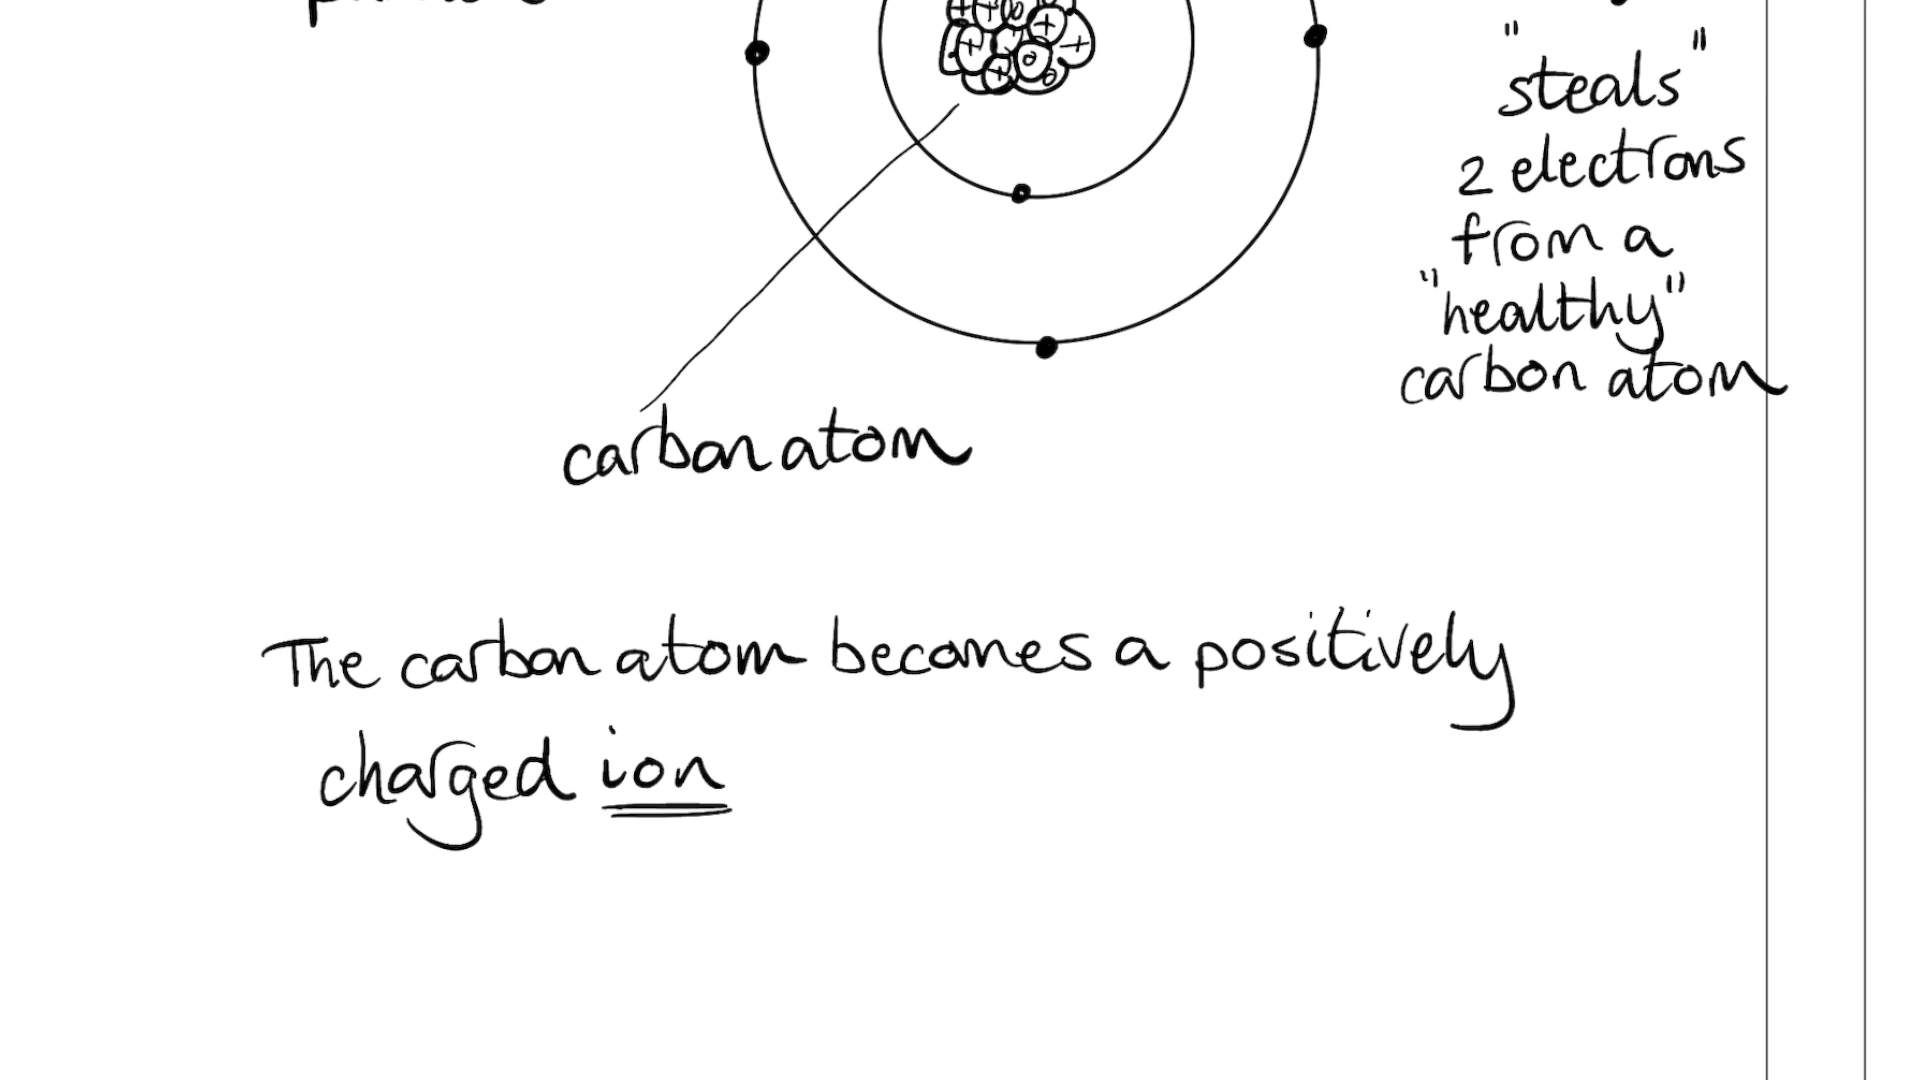 "steals"
2 electrons
from a
"healthy"
carbon atom
carbon atom
The carbon atom becomes a positively
charged ion